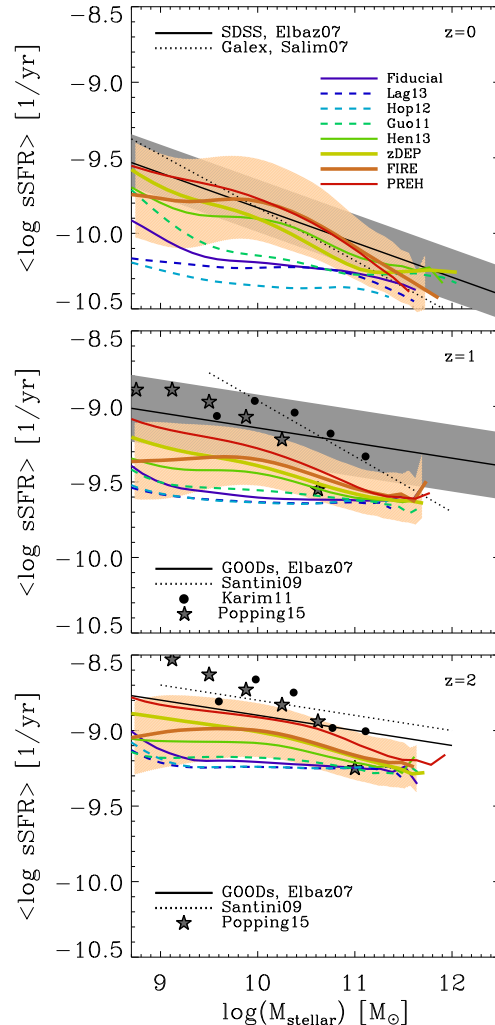 SDSS, Elbaz07
Galex, Salim07
z=0
Fiducial
Lag13
Hop12
Guo11
Hen13
zDEP
FIRE
PREH
-8.5
-9.0
-9.5
-10.0
-10.5
<log sSFR> [1/yr]
z=1
GOODs, Elbaz07
Santini09
Karim11
Popping15
-8.5
-9.0
-9.5
-10.0
-10.5
<log sSFR> [1/yr]
z=2
GOODs, Elbaz07
Santini09
Popping15
-8.5
-9.0
-9.5
-10.0
-10.5
<log sSFR> [1/yr]
9 10 11 12
log(M_stellar) [M_⊙]